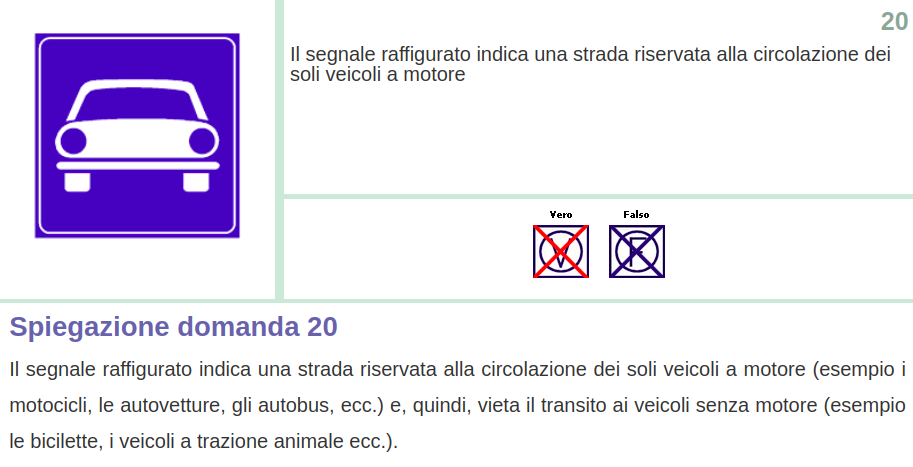 20
Il segnale raffigurato indica una strada riservata alla circolazione dei
soli veicoli a motore
Vero Falso
V F
Spiegazione domanda 20
Il segnale raffigurato indica una strada riservata alla circolazione dei soli veicoli a motore (esempio i
motocicli, le autovetture, gli autobus, ecc.) e, quindi, vieta il transito ai veicoli senza motore (esempio
le bicilette, i veicoli a trazione animale ecc.).